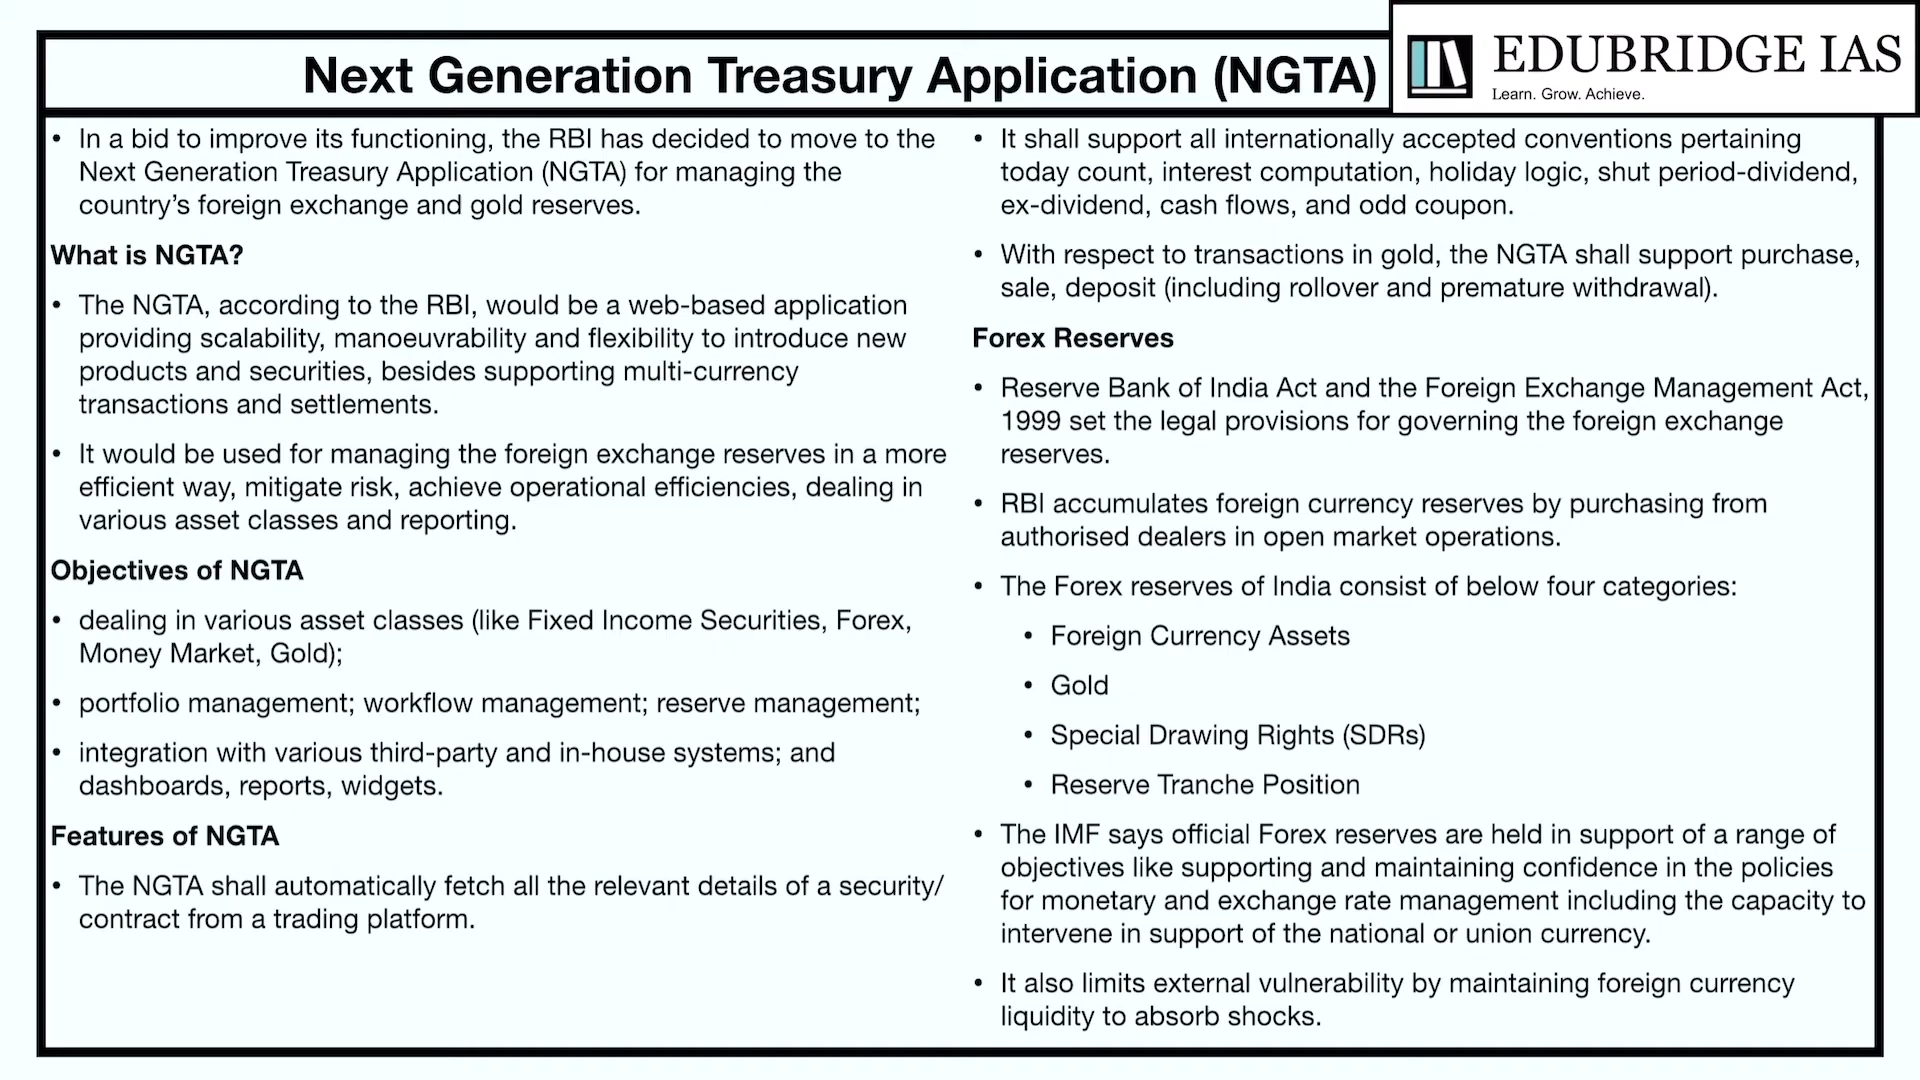 Next Generation Treasury Application (NGTA)
EDUBRIDGE IAS
Learn. Grow. Achieve.
• In a bid to improve its functioning, the RBI has decided to move to the
Next Generation Treasury Application (NGTA) for managing the
country’s foreign exchange and gold reserves.
What is NGTA?
• The NGTA, according to the RBI, would be a web-based application
providing scalability, manoeuvrability and flexibility to introduce new
products and securities, besides supporting multi-currency
transactions and settlements.
• It would be used for managing the foreign exchange reserves in a more
efficient way, mitigate risk, achieve operational efficiencies, dealing in
various asset classes and reporting.
Objectives of NGTA
• dealing in various asset classes (like Fixed Income Securities, Forex,
Money Market, Gold);
• portfolio management; workflow management; reserve management;
• integration with various third-party and in-house systems; and
dashboards, reports, widgets.
Features of NGTA
• The NGTA shall automatically fetch all the relevant details of a security/
contract from a trading platform.
• It shall support all internationally accepted conventions pertaining
today count, interest computation, holiday logic, shut period-dividend,
ex-dividend, cash flows, and odd coupon.
• With respect to transactions in gold, the NGTA shall support purchase,
sale, deposit (including rollover and premature withdrawal).
Forex Reserves
• Reserve Bank of India Act and the Foreign Exchange Management Act,
1999 set the legal provisions for governing the foreign exchange
reserves.
• RBI accumulates foreign currency reserves by purchasing from
authorised dealers in open market operations.
• The Forex reserves of India consist of below four categories:
• Foreign Currency Assets
• Gold
• Special Drawing Rights (SDRs)
• Reserve Tranche Position
• The IMF says official Forex reserves are held in support of a range of
objectives like supporting and maintaining confidence in the policies
for monetary and exchange rate management including the capacity to
intervene in support of the national or union currency.
• It also limits external vulnerability by maintaining foreign currency
liquidity to absorb shocks.